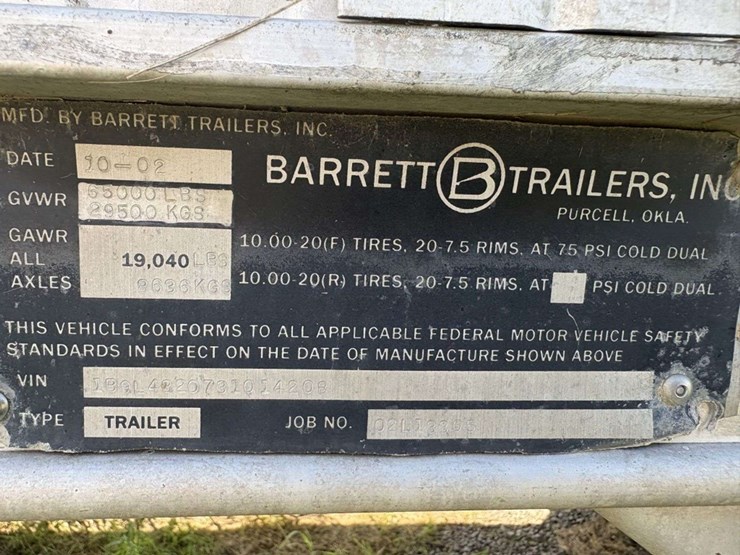 MFD. BY BARRETT TRAILERS, INC.
DATE 10-02
BARRETT B TRAILERS, INC
PURCELL, OKLA.
GVWR 65000 LBS
29500 KGS
GAWR
ALL
AXLES
19,040 LBS
8636 KGS
10.00-20(F) TIRES, 20-7.5 RIMS, AT 75 PSI COLD DUAL
10.00-20(R) TIRES, 20-7.5 RIMS, AT PSI COLD DUAL
THIS VEHICLE CONFORMS TO ALL APPLICABLE FEDERAL MOTOR VEHICLE SAFETY
STANDARDS IN EFFECT ON THE DATE OF MANUFACTURE SHOWN ABOVE
VIN
TYPE TRAILER JOB NO.